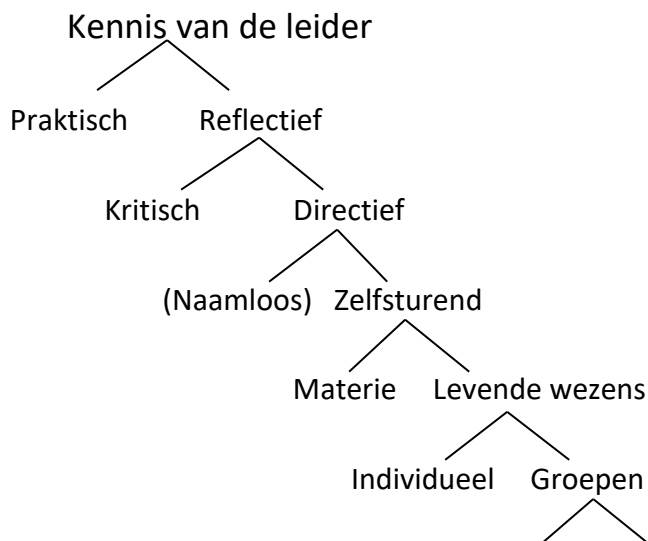 Kennis van de leider
Praktisch Reflectief
Kritisch Directief
(Naamloos) Zelfsturend
Materie Levende wezens
Individueel Groepen